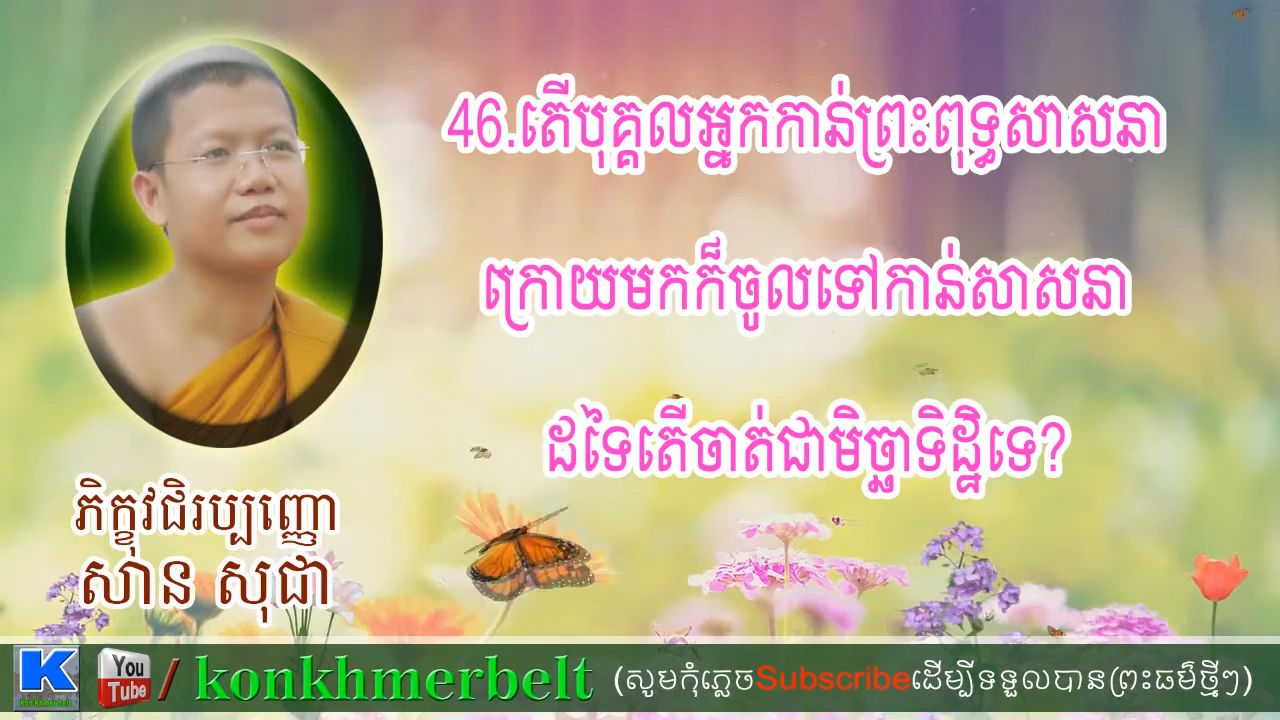 46.តើបុគ្គលអ្នកកាន់ព្រះពុទ្ធសាសនា
ក្រោយមកក៏ចូលទៅកាន់សាសនា
ដទៃតើចាត់ជាមិច្ឆាទិដ្ឋិទេ?
ភិក្ខុវជិរប្បញ្ញោ
សាន សុជា
K
KonKhmerbelt
You
Tube
/ konkhmerbelt (សូមកុំភ្លេចSubscribeដើម្បីទទួលបានព្រះធម៌ថ្មីៗ)